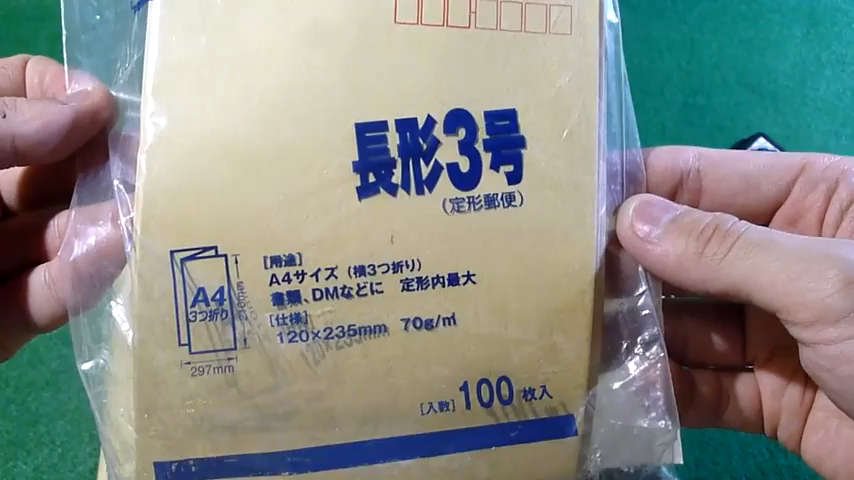 長形3号
(定形郵便)
[用途]
A4サイズ（横3つ折り）
書類、DMなどに 定形内最大
[仕様]
120×235mm 70g/㎡
A4
3つ折り
297mm
[入数]100枚入